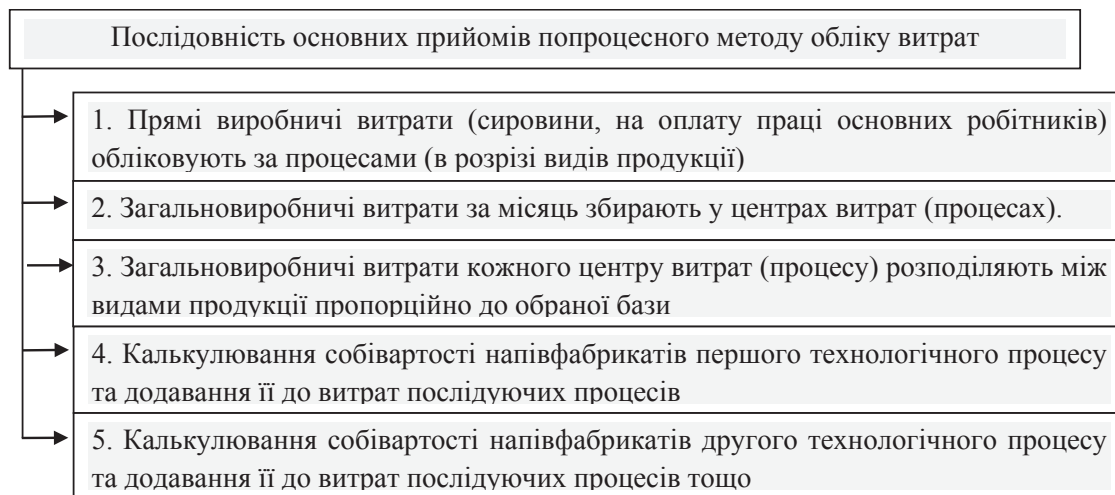 Послідовність основних прийомів попроцесного методу обліку витрат
1. Прямі виробничі витрати (сировини, на оплату праці основних робітників)
обліковують за процесами (в розрізі видів продукції)
2. Загальновиробничі витрати за місяць збирають у центрах витрат (процесах).
3. Загальновиробничі витрати кожного центру витрат (процесу) розподіляють між
видами продукції пропорційно до обраної бази
4. Калькулювання собівартості напівфабрикатів першого технологічного процесу
та додавання її до витрат послідуючих процесів
5. Калькулювання собівартості напівфабрикатів другого технологічного процесу
та додавання її до витрат послідуючих процесів тощо